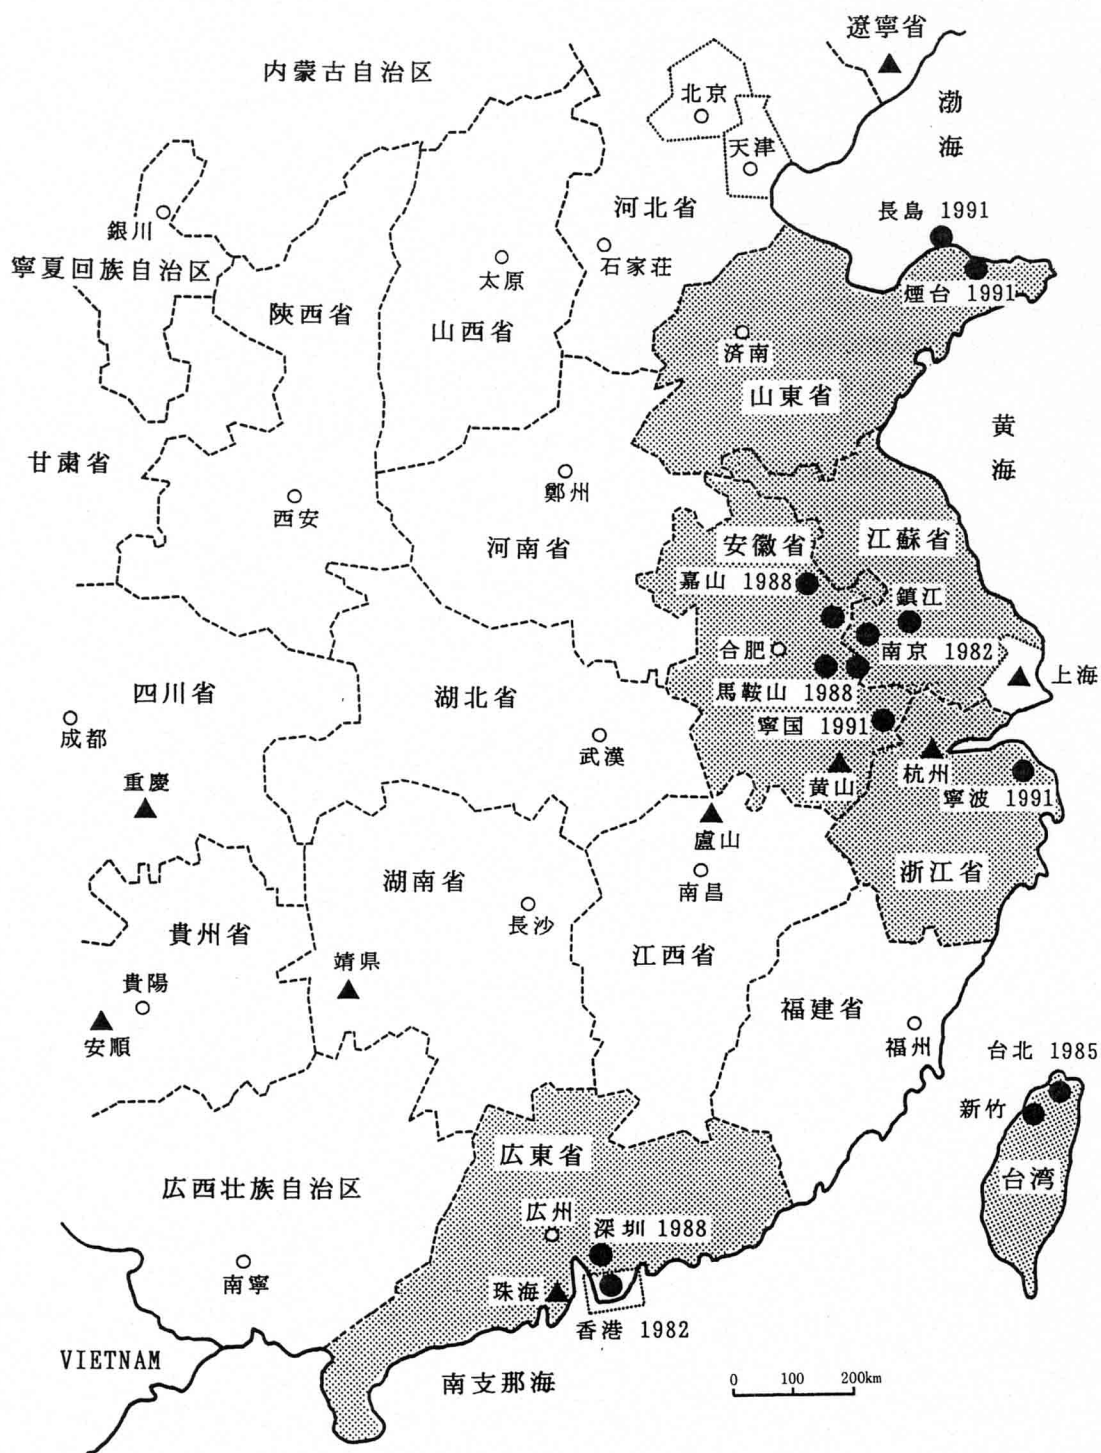 遼寧省
内蒙古自治区
北京
渤海
天津
長島 1991
河北省
銀川
石家荘
寧夏回族自治区
太原
煙台 1991
陝西省
山西省
済南
山東省
黄海
甘粛省
鄭州
西安
河南省
安徽省
江蘇省
嘉山 1988
鎮江
合肥
南京 1982
上海
四川省
湖北省
馬鞍山 1988
寧国 1991
成都
武漢
重慶
黄山
杭州
寧波 1991
盧山
湖南省
南昌
浙江省
長沙
貴州省
江西省
靖県
貴陽
福建省
安順
福州
台北 1985
新竹
広東省
台湾
広西壮族自治区
広州
深圳 1988
南寧
珠海
香港 1982
VIETNAM
南支那海
0 100 200km